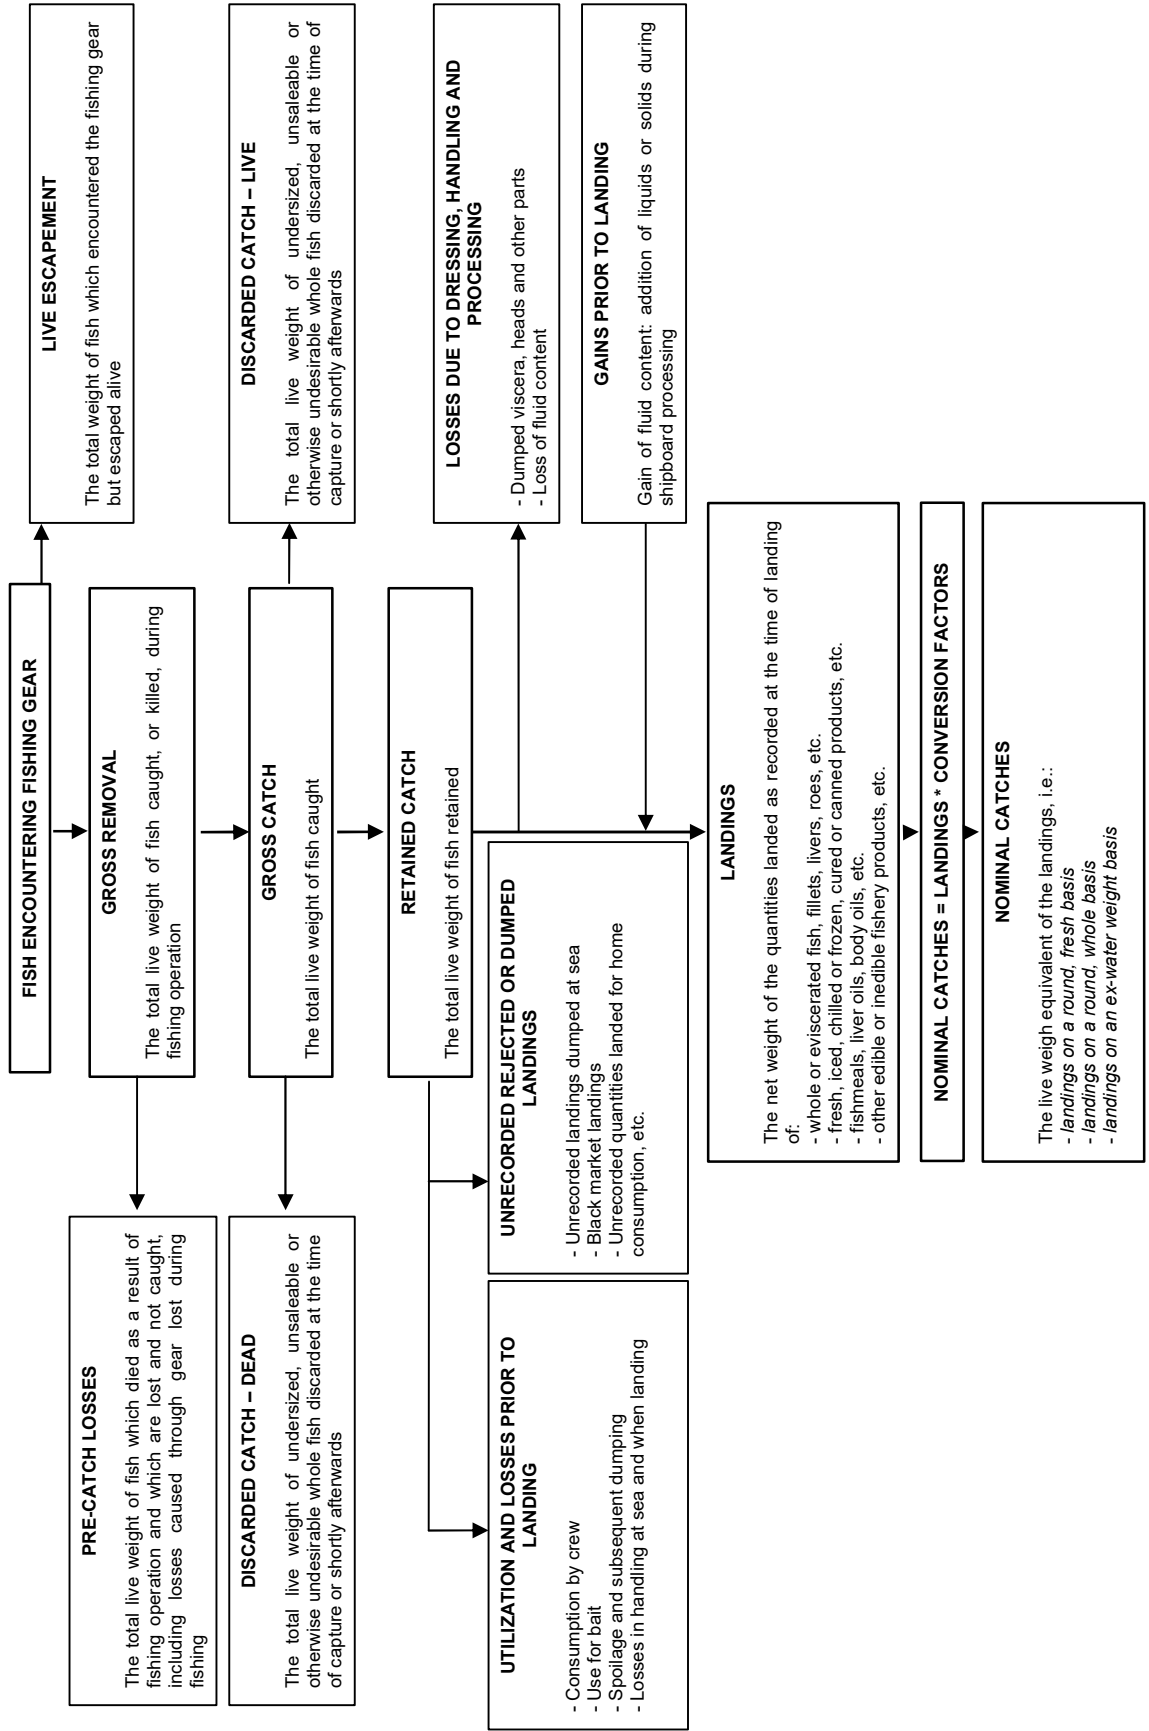 FISH ENCOUNTERING FISHING GEAR
LIVE ESCAPEMENT
The total weight of fish which encountered the fishing gear
but escaped alive
PRE-CATCH LOSSES
The total live weight of fish which died as a result of
fishing operation and which are lost and not caught,
including losses caused through gear lost during
fishing
GROSS REMOVAL
The total live weight of fish caught, or killed, during
fishing operation
DISCARDED CATCH – DEAD
The total live weight of undersized, unsaleable or
otherwise undesirable whole fish discarded at the time
of capture or shortly afterwards
GROSS CATCH
The total live weight of fish caught
DISCARDED CATCH – LIVE
The total live weight of undersized, unsaleable or
otherwise undesirable whole fish discarded at the time of
capture or shortly afterwards
RETAINED CATCH
The total live weight of fish retained
LOSSES DUE TO DRESSING, HANDLING AND
PROCESSING
- Dumped viscera, heads and other parts
- Loss of fluid content
UTILIZATION AND LOSSES PRIOR TO
LANDING
- Consumption by crew
- Use for bait
- Spoilage and subsequent dumping
- Losses in handling at sea and when landing
UNRECORDED REJECTED OR DUMPED
LANDINGS
- Unrecorded landings dumped at sea
- Black market landings
- Unrecorded quantities landed for home
consumption, etc.
GAINS PRIOR TO LANDING
Gain of fluid content: addition of liquids or solids during
shipboard processing
LANDINGS
The net weight of the quantities landed as recorded at the time of landing
of:
- whole or eviscerated fish, fillets, livers, roes, etc.
- fresh, iced, chilled or frozen, cured or canned products, etc.
- fishmeals, liver oils, body oils, etc.
- other edible or inedible fishery products, etc.
NOMINAL CATCHES = LANDINGS * CONVERSION FACTORS
NOMINAL CATCHES
The live weigh equivalent of the landings, i.e.:
- landings on a round, fresh basis
- landings on a round, whole basis
- landings on an ex-water weight basis